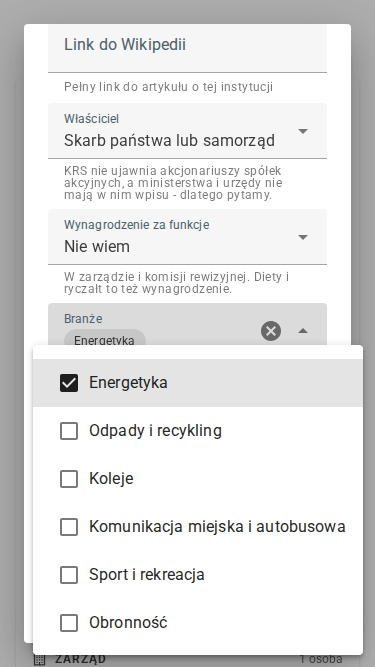 Link do Wikipedii
Pełny link do artykułu o tej instytucji
Właściciel
Skarb państwa lub samorząd
KRS nie ujawnia akcjonariuszy spółek
akcyjnych, a ministerstwa i urzędy nie
mają w nim wpisu - dlatego pytamy.
Wynagrodzenie za funkcje
Nie wiem
W zarządzie i komisji rewizyjnej. Diety i
ryczałt to też wynagrodzenie.
Branże
Energetyka
Energetyka
Odpady i recykling
Koleje
Komunikacja miejska i autobusowa
Sport i rekreacja
Obronność
ZARZĄD 1 osoba